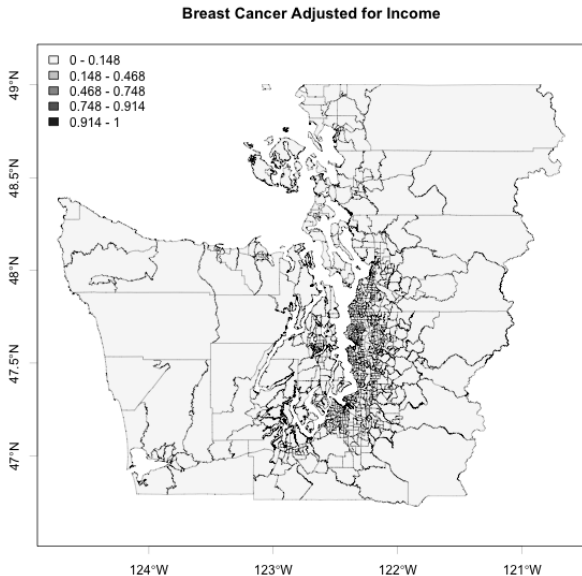 Breast Cancer Adjusted for Income
0 - 0.148
0.148 - 0.468
0.468 - 0.748
0.748 - 0.914
0.914 - 1
49°N
48.5°N
48°N
47.5°N
47°N
124°W
123°W
122°W
121°W